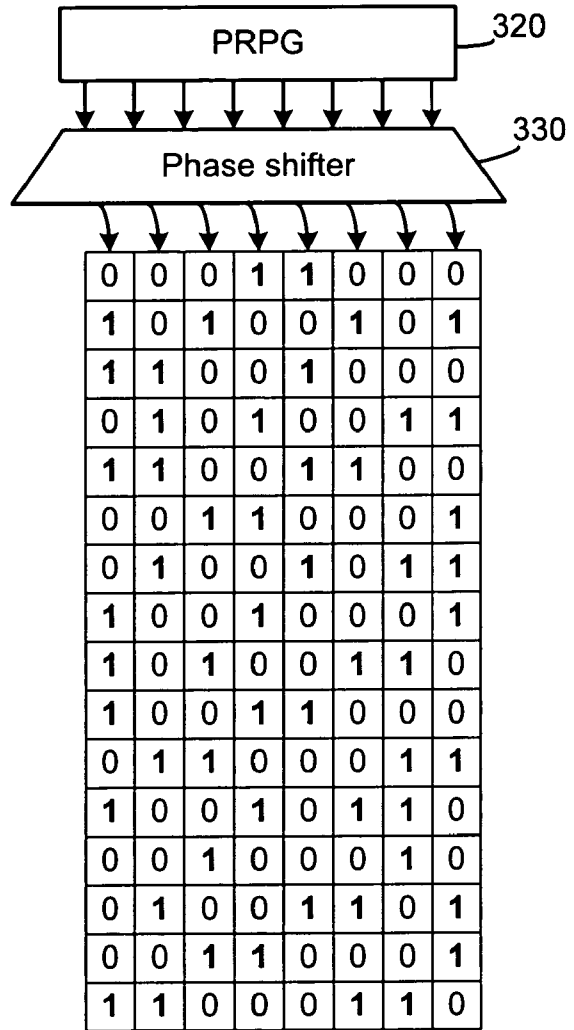 PRPG
320
Phase shifter
330
0 0 0 1 1 0 0 0
1 0 1 0 0 1 0 1
1 1 0 0 1 0 0 0
0 1 0 1 0 0 1 1
1 1 0 0 1 1 0 0
0 0 1 1 0 0 0 1
0 1 0 0 1 0 1 1
1 0 0 1 0 0 0 1
1 0 1 0 0 1 1 0
1 0 0 1 1 0 0 0
0 1 1 0 0 0 1 1
1 0 0 1 0 1 1 0
0 0 1 0 0 0 1 0
0 1 0 0 1 1 0 1
0 0 1 1 0 0 0 1
1 1 0 0 0 1 1 0